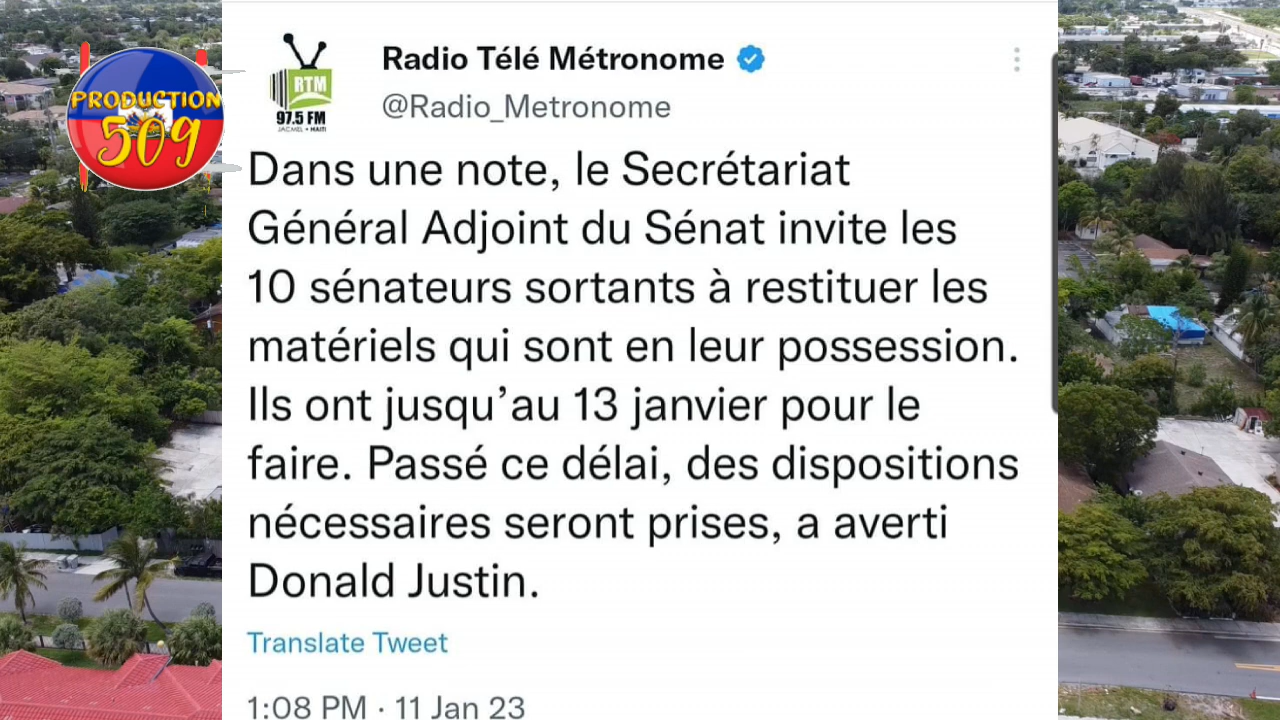 PRODUCTION
509
RTM
97.5 FM
JACMEL • HAITI
Radio Télé Métronome
@Radio_Metronome
Dans une note, le Secrétariat
Général Adjoint du Sénat invite les
10 sénateurs sortants à restituer les
matériels qui sont en leur possession.
Ils ont jusqu’au 13 janvier pour le
faire. Passé ce délai, des dispositions
nécessaires seront prises, a averti
Donald Justin.
Translate Tweet
1:08 PM · 11 Jan 23